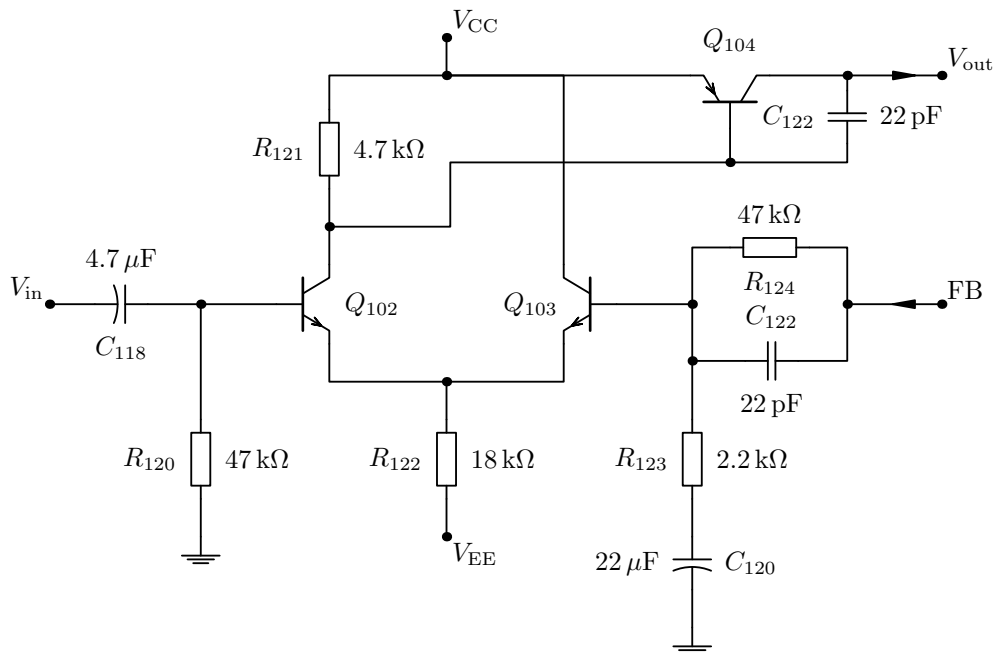 V_CC
Q_104
V_out
C_122
22 pF
R_121
4.7 kΩ
47 kΩ
4.7 μF
V_in
Q_102
Q_103
R_124
C_122
FB
C_118
22 pF
R_120
47 kΩ
R_122
18 kΩ
R_123
2.2 kΩ
V_EE
22 μF
C_120